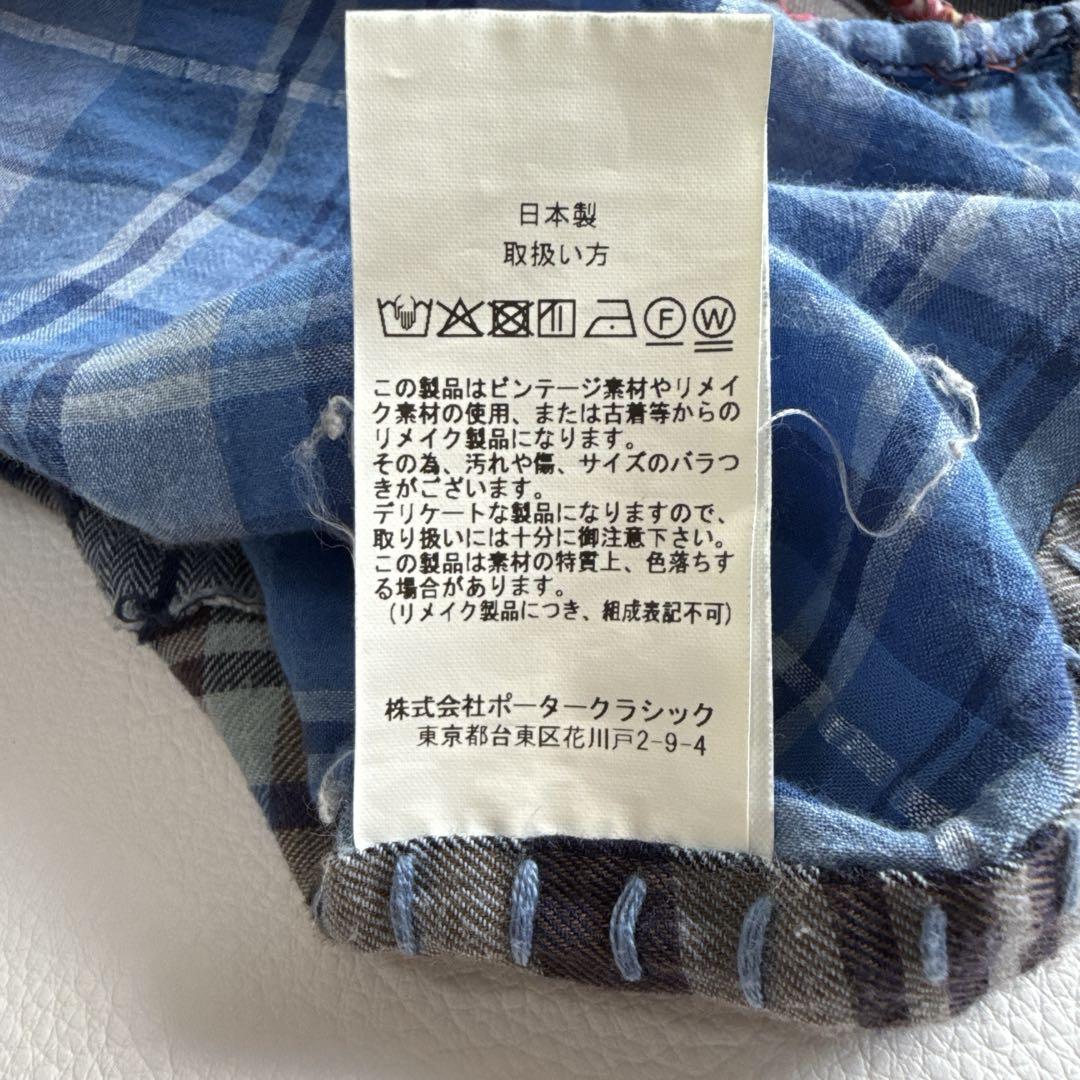 日本製
取扱い方
F W
この製品はビンテージ素材やリメイ
ク素材の使用、または古着等からの
リメイク製品になります。
その為、汚れや傷、サイズのバラつ
きがございます。
デリケートな製品になりますので、
取り扱いには十分に御注意下さい。
この製品は素材の特質上、色落ちす
る場合があります。
(リメイク製品につき、組成表記不可)
株式会社ポータークラシック
東京都台東区花川戸2-9-4